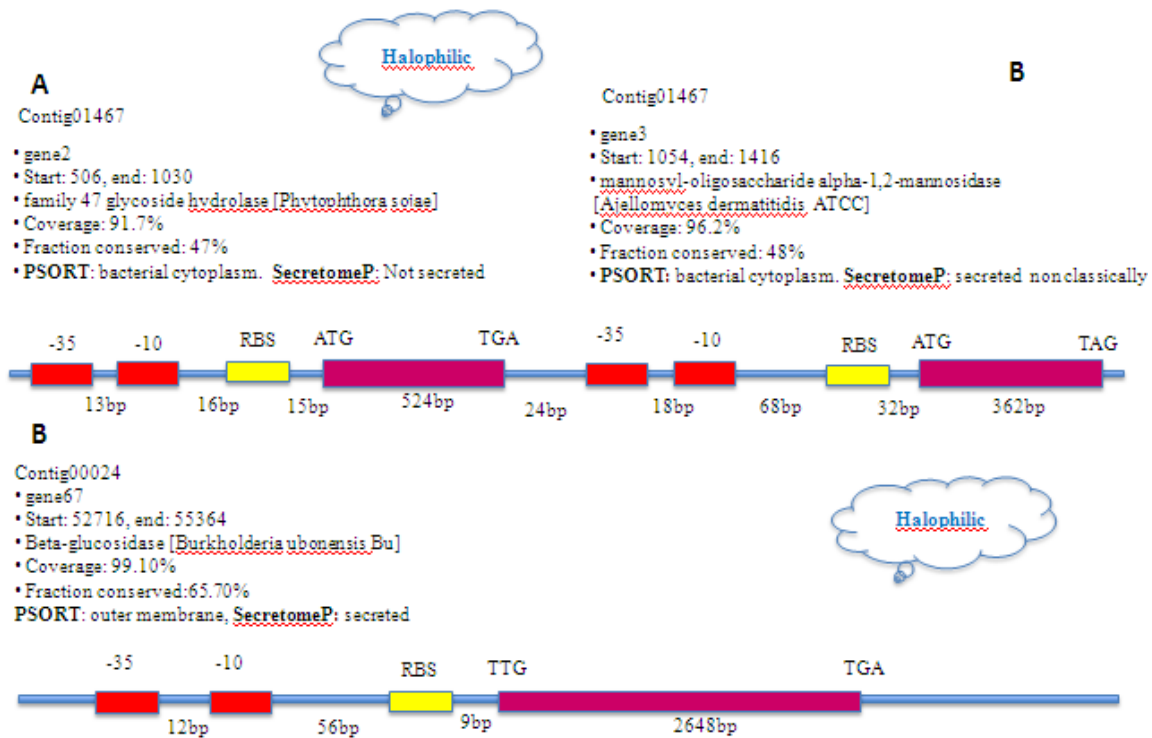 Halophilic
A
Contig01467
• gene2
• Start: 506, end: 1030
• family 47 glycoside hydrolase [Phytophthora sojae]
• Coverage: 91.7%
• Fraction conserved: 47%
• PSORT: bacterial cytoplasm. SecretomeP: Not secreted
B
Contig01467
• gene3
• Start: 1054, end: 1416
• mannosyl-oligosaccharide alpha-1,2-mannosidase
[Ajellomyces dermatitidis ATCC]
• Coverage: 96.2%
• Fraction conserved: 48%
• PSORT: bacterial cytoplasm. SecretomeP: secreted nonclassically
-35 -10 RBS ATG TGA -35 -10 RBS ATG TAG
13bp 16bp 15bp 524bp 24bp 18bp 68bp 32bp 362bp
B
Contig00024
• gene67
• Start: 52716, end: 55364
• Beta-glucosidase [Burkholderia ubonensis Bu]
• Coverage: 99.10%
• Fraction conserved:65.70%
PSORT: outer membrane, SecretomeP: secreted
Halophilic
-35 -10 RBS TTG TGA
12bp 56bp 9bp 2648bp